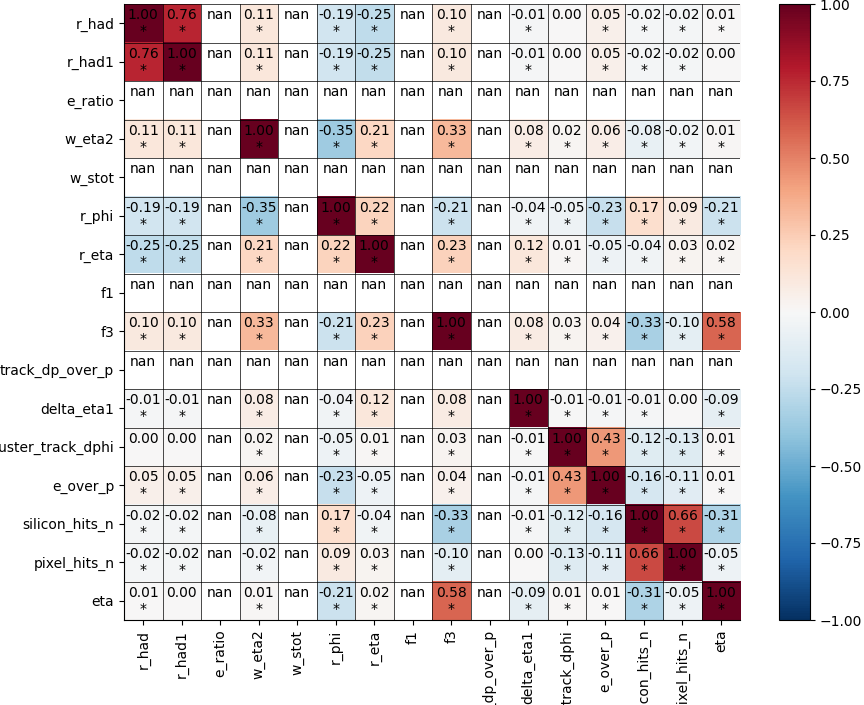 r_had 1.00 0.76 nan 0.11 nan -0.19 -0.25 nan 0.10 nan -0.01 0.00 0.05 -0.02 -0.02 0.01
* * * * * * * * * * *
r_had1 0.76 1.00 nan 0.11 nan -0.19 -0.25 nan 0.10 nan -0.01 0.00 0.05 -0.02 -0.02 0.00
* * * * * * * * * *
e_ratio nan nan nan nan nan nan nan nan nan nan nan nan nan nan nan nan
w_eta2 0.11 0.11 nan 1.00 nan -0.35 0.21 nan 0.33 nan 0.08 0.02 0.06 -0.08 -0.02 0.01
* * * * * * * * * * * *
w_stot nan nan nan nan nan nan nan nan nan nan nan nan nan nan nan nan
r_phi -0.19 -0.19 nan -0.35 nan 1.00 0.22 nan -0.21 nan -0.04 -0.05 -0.23 0.17 0.09 -0.21
* * * * * * * * * * * *
r_eta -0.25 -0.25 nan 0.21 nan 0.22 1.00 nan 0.23 nan 0.12 0.01 -0.05 -0.04 0.03 0.02
* * * * * * * * * * * *
f1 nan nan nan nan nan nan nan nan nan nan nan nan nan nan nan nan
f3 0.10 0.10 nan 0.33 nan -0.21 0.23 nan 1.00 nan 0.08 0.03 0.04 -0.33 -0.10 0.58
* * * * * * * * * * * *
track_dp_over_p nan nan nan nan nan nan nan nan nan nan nan nan nan nan nan nan
delta_eta1 -0.01 -0.01 nan 0.08 nan -0.04 0.12 nan 0.08 nan 1.00 -0.01 -0.01 -0.01 0.00 -0.09
* * * * * * * * * * *
uster_track_dphi 0.00 0.00 nan 0.02 nan -0.05 0.01 nan 0.03 nan -0.01 1.00 0.43 -0.12 -0.13 0.01
* * * * * * * * * *
e_over_p 0.05 0.05 nan 0.06 nan -0.23 -0.05 nan 0.04 nan -0.01 0.43 1.00 -0.16 -0.11 0.01
* * * * * * * * * * * *
silicon_hits_n -0.02 -0.02 nan -0.08 nan 0.17 -0.04 nan -0.33 nan -0.01 -0.12 -0.16 1.00 0.66 -0.31
* * * * * * * * * * * *
pixel_hits_n -0.02 -0.02 nan -0.02 nan 0.09 0.03 nan -0.10 nan 0.00 -0.13 -0.11 0.66 1.00 -0.05
* * * * * * * * * * *
eta 0.01 0.00 nan 0.01 nan -0.21 0.02 nan 0.58 nan -0.09 0.01 0.01 -0.31 -0.05 1.00
* * * * * * * * * * *
r_had
r_had1
e_ratio
w_eta2
w_stot
r_phi
r_eta
f1
f3
_dp_over_p
delta_eta1
track_dphi
e_over_p
con_hits_n
ixel_hits_n
eta
1.00
0.75
0.50
0.25
0.00
−0.25
−0.50
−0.75
−1.00